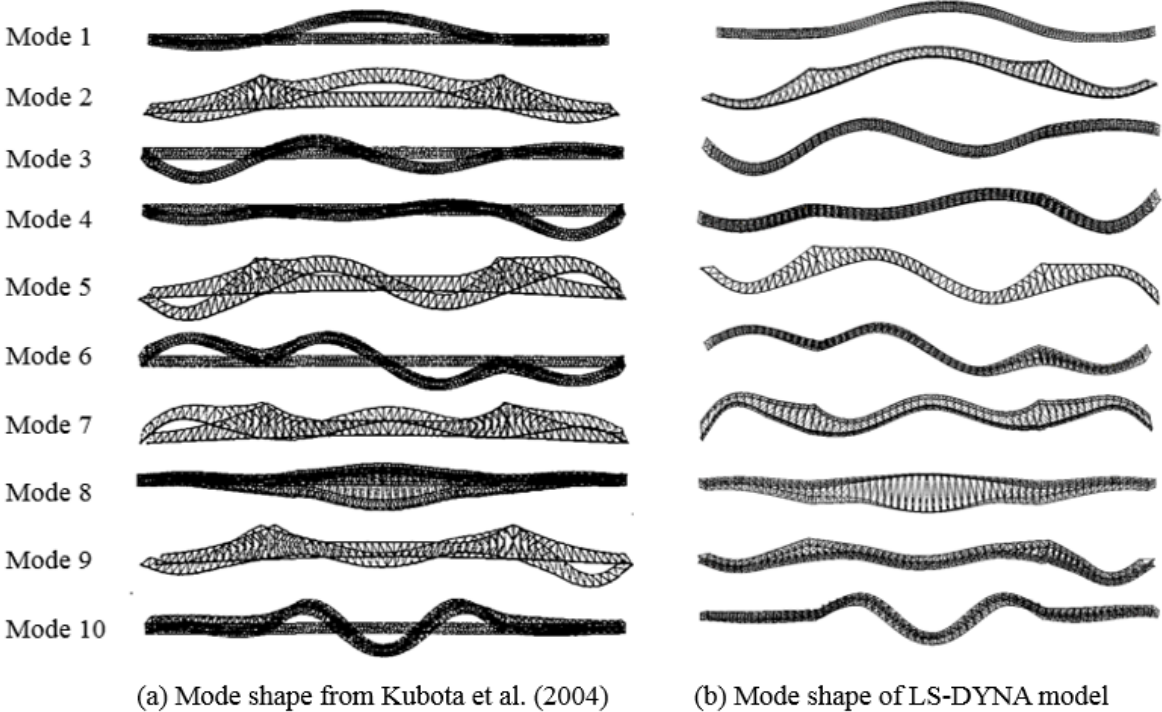 Mode 1
Mode 2
Mode 3
Mode 4
Mode 5
Mode 6
Mode 7
Mode 8
Mode 9
Mode 10
(a) Mode shape from Kubota et al. (2004)
(b) Mode shape of LS-DYNA model